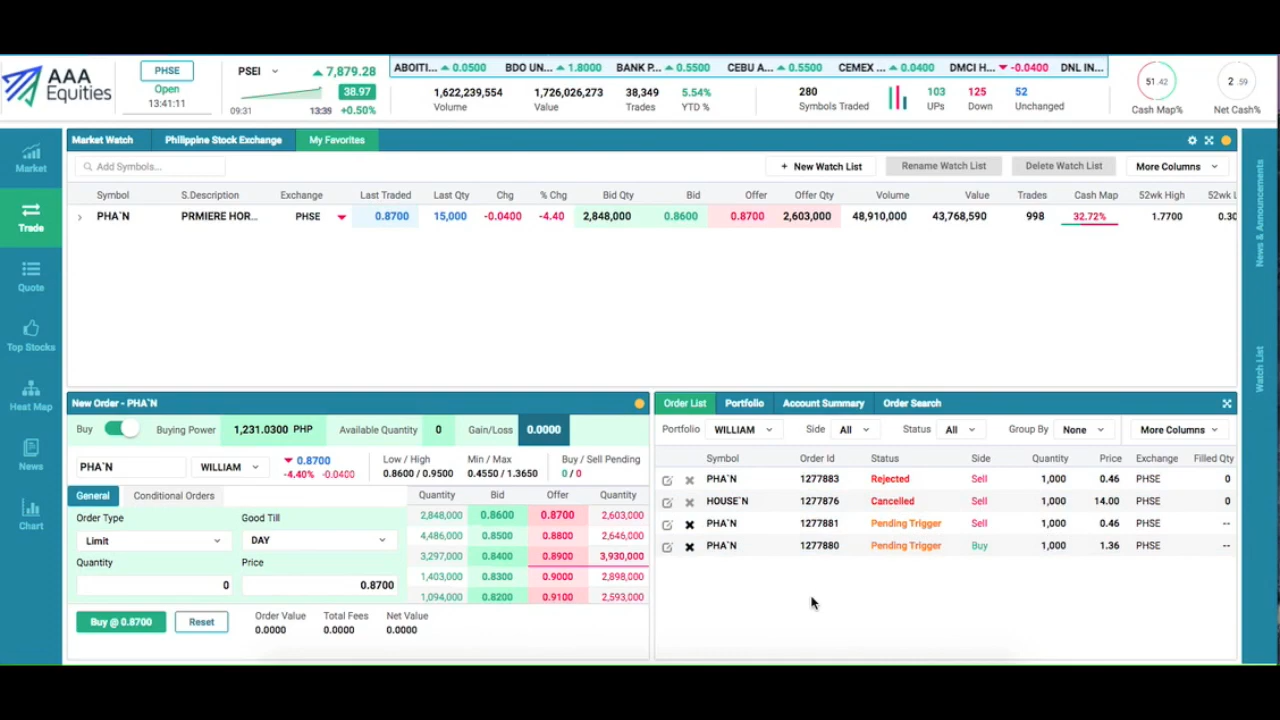 AAA Equities
PHSE
Open
13:41:11
PSEI
7,879.28
38.97
+0.50%
09:31
13:39
ABOITI... 0.0500 BDO UN... 1.8000 BANK P... 0.5500 CEBU A... 0.5500 CEMEX ... 0.0400 DMCI H... -0.0400 DNL IN...
1,622,239,554 1,726,026,273 38,349 5.54% 280 103 125 52
Volume Value Trades YTD % Symbols Traded UPs Down Unchanged
51.42
Cash Map%
2.59
Net Cash%
Market
Trade
Quote
Top Stocks
Heat Map
News
Chart
Market Watch Philippine Stock Exchange My Favorites
Add Symbols... + New Watch List Rename Watch List Delete Watch List More Columns
Symbol S.Description Exchange Last Traded Last Qty Chg % Chg Bid Qty Bid Offer Offer Qty Volume Value Trades Cash Map 52wk High 52wk L
PHA`N PRMIERE HOR... PHSE 0.8700 15,000 -0.0400 -4.40 2,848,000 0.8600 0.8700 2,603,000 48,910,000 43,768,590 998 32.72% 1.7700 0.30
News & Announcements
Watch List
New Order - PHA`N
Buy Buying Power 1,231.0300 PHP Available Quantity 0 Gain/Loss 0.0000
PHA`N WILLIAM 0.8700
-4.40% -0.0400
Low / High Min / Max Buy / Sell Pending
0.8600 / 0.9500 0.4550 / 1.3650 0 / 0
General Conditional Orders
Order Type Good Till
Limit DAY
Quantity Price
0 0.8700
Quantity Bid Offer Quantity
2,848,000 0.8600 0.8700 2,603,000
4,486,000 0.8500 0.8800 2,646,000
3,297,000 0.8400 0.8900 3,930,000
1,403,000 0.8300 0.9000 2,898,000
1,094,000 0.8200 0.9100 2,593,000
Buy @ 0.8700 Reset
Order Value Total Fees Net Value
0.0000 0.0000 0.0000
Order List Portfolio Account Summary Order Search
Portfolio WILLIAM Side All Status All Group By None More Columns
Symbol Order Id Status Side Quantity Price Exchange Filled Qty
PHA`N 1277883 Rejected Sell 1,000 0.46 PHSE 0
HOUSE`N 1277876 Cancelled Sell 1,000 14.00 PHSE 0
PHA`N 1277881 Pending Trigger Sell 1,000 0.46 PHSE --
PHA`N 1277880 Pending Trigger Buy 1,000 1.36 PHSE --